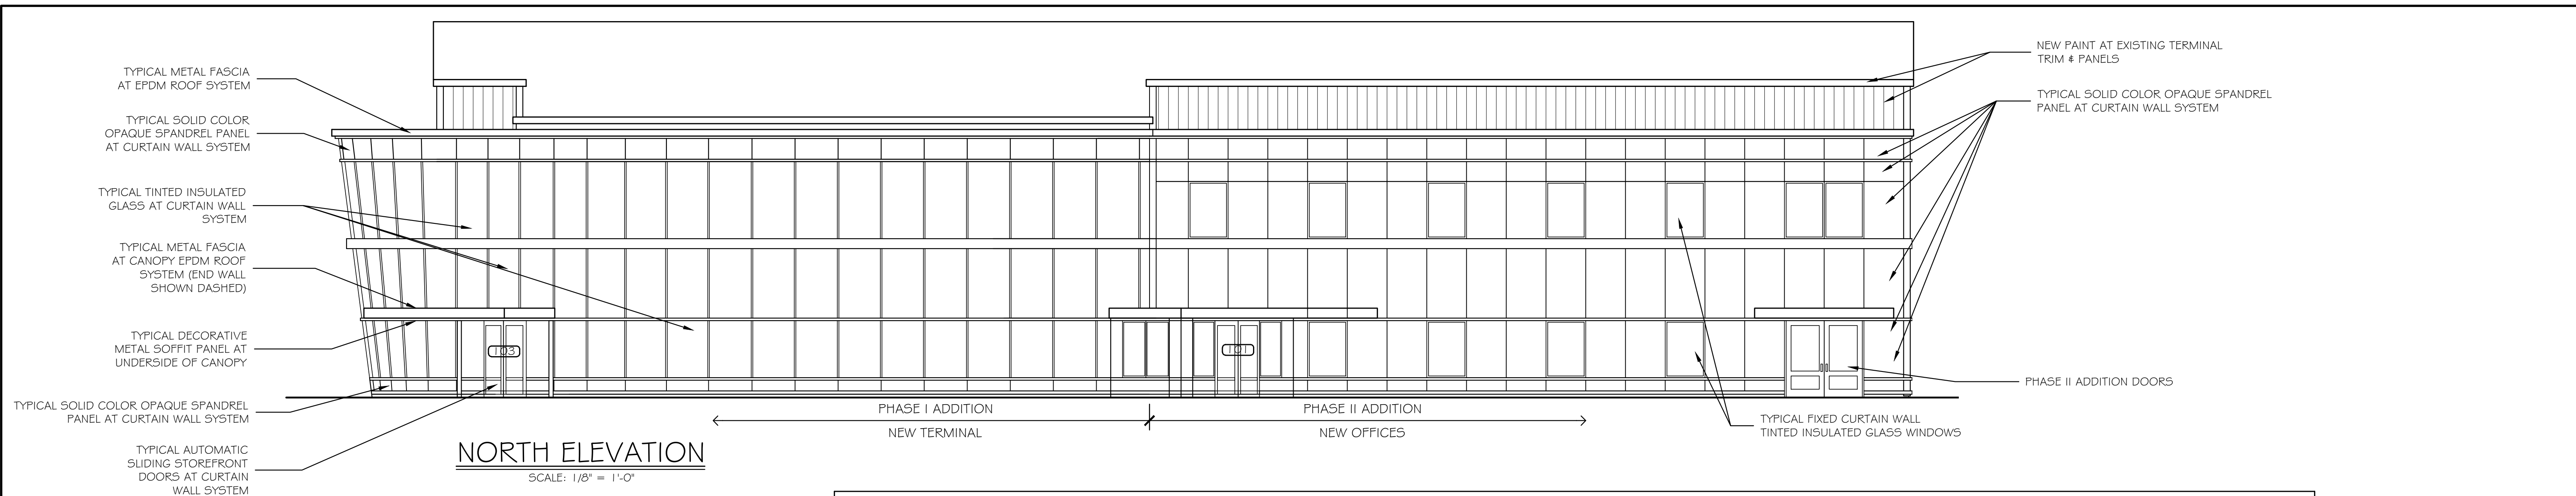 TYPICAL METAL FASCIA
AT EPDM ROOF SYSTEM
TYPICAL SOLID COLOR
OPAQUE SPANDREL PANEL
AT CURTAIN WALL SYSTEM
TYPICAL TINTED INSULATED
GLASS AT CURTAIN WALL
SYSTEM
TYPICAL METAL FASCIA
AT CANOPY EPDM ROOF
SYSTEM (END WALL
SHOWN DASHED)
TYPICAL DECORATIVE
METAL SOFFIT PANEL AT
UNDERSIDE OF CANOPY
TYPICAL SOLID COLOR OPAQUE SPANDREL
PANEL AT CURTAIN WALL SYSTEM
TYPICAL AUTOMATIC
SLIDING STOREFRONT
DOORS AT CURTAIN
WALL SYSTEM
103
101
PHASE I ADDITION
NEW TERMINAL
PHASE II ADDITION
NEW OFFICES
NORTH ELEVATION
SCALE: 1/8" = 1'-0"
NEW PAINT AT EXISTING TERMINAL
TRIM & PANELS
TYPICAL SOLID COLOR OPAQUE SPANDREL
PANEL AT CURTAIN WALL SYSTEM
PHASE II ADDITION DOORS
TYPICAL FIXED CURTAIN WALL
TINTED INSULATED GLASS WINDOWS